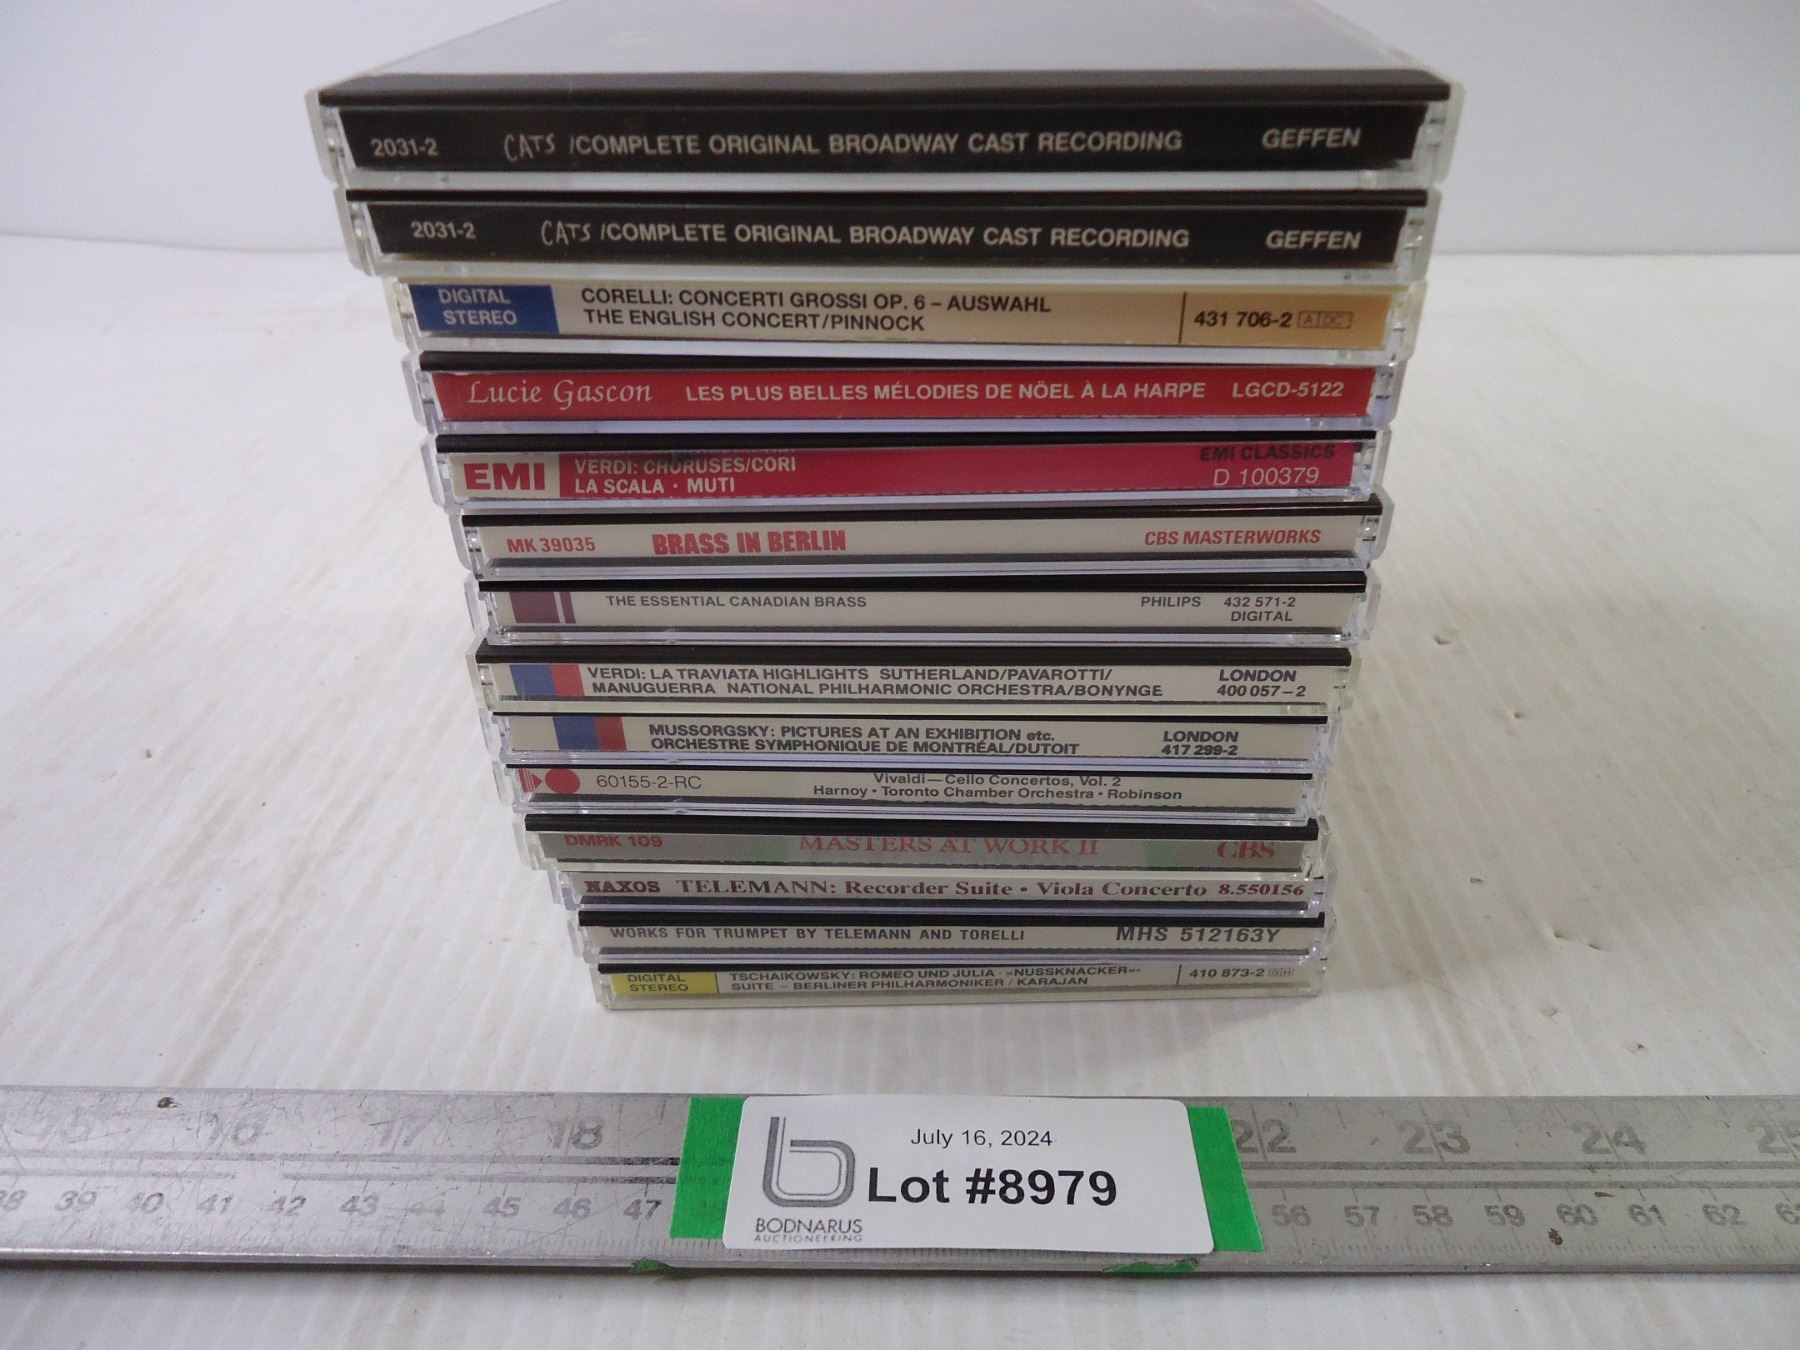 2031-2 CATS /COMPLETE ORIGINAL BROADWAY CAST RECORDING GEFFEN
2031-2 CATS /COMPLETE ORIGINAL BROADWAY CAST RECORDING GEFFEN
DIGITAL STEREO
CORELLI: CONCERTI GROSSI OP. 6 – AUSWAHL
THE ENGLISH CONCERT/PINNOCK
431 706-2
Lucie Gascon LES PLUS BELLES MÉLODIES DE NÖEL À LA HARPE LGCD-5122
EMI
VERDI: CHORUSES/CORI
LA SCALA · MUTI
EMI CLASSICS
D 100379
MK 39035 BRASS IN BERLIN CBS MASTERWORKS
THE ESSENTIAL CANADIAN BRASS PHILIPS 432 571-2
DIGITAL
VERDI: LA TRAVIATA HIGHLIGHTS SUTHERLAND/PAVAROTTI/
MANUGUERRA NATIONAL PHILHARMONIC ORCHESTRA/BONYNGE
LONDON
400 057–2
MUSSORGSKY: PICTURES AT AN EXHIBITION etc.
ORCHESTRE SYMPHONIQUE DE MONTRÉAL/DUTOIT
LONDON
417 299-2
60155-2-RC
Vivaldi—Cello Concertos, Vol. 2
Harnoy • Toronto Chamber Orchestra • Robinson
DMRK 109 MASTERS AT WORK II CBS
NAXOS TELEMANN: Recorder Suite • Viola Concerto 8.550156
WORKS FOR TRUMPET BY TELEMANN AND TORELLI MHS 512163Y
DIGITAL
STEREO
TSCHAIKOWSKY: ROMEO UND JULIA · »NUSSKNACKER«-
SUITE – BERLINER PHILHARMONIKER / KARAJAN
410 873-2
15 16 17 18 22 23 24 25
38 39 40 41 42 43 44 45 46 47 56 57 58 59 60 61 62
July 16, 2024
Lot #8979
BODNARUS
AUCTIONEERING